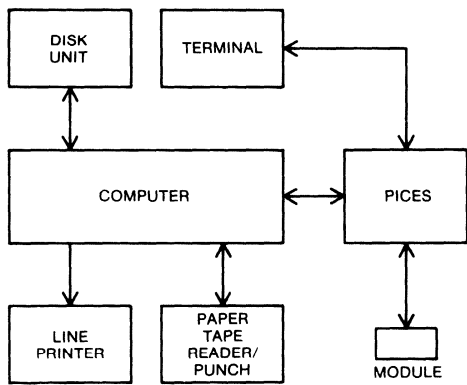 DISK
UNIT
TERMINAL
COMPUTER
PICES
LINE
PRINTER
PAPER
TAPE
READER/
PUNCH
MODULE